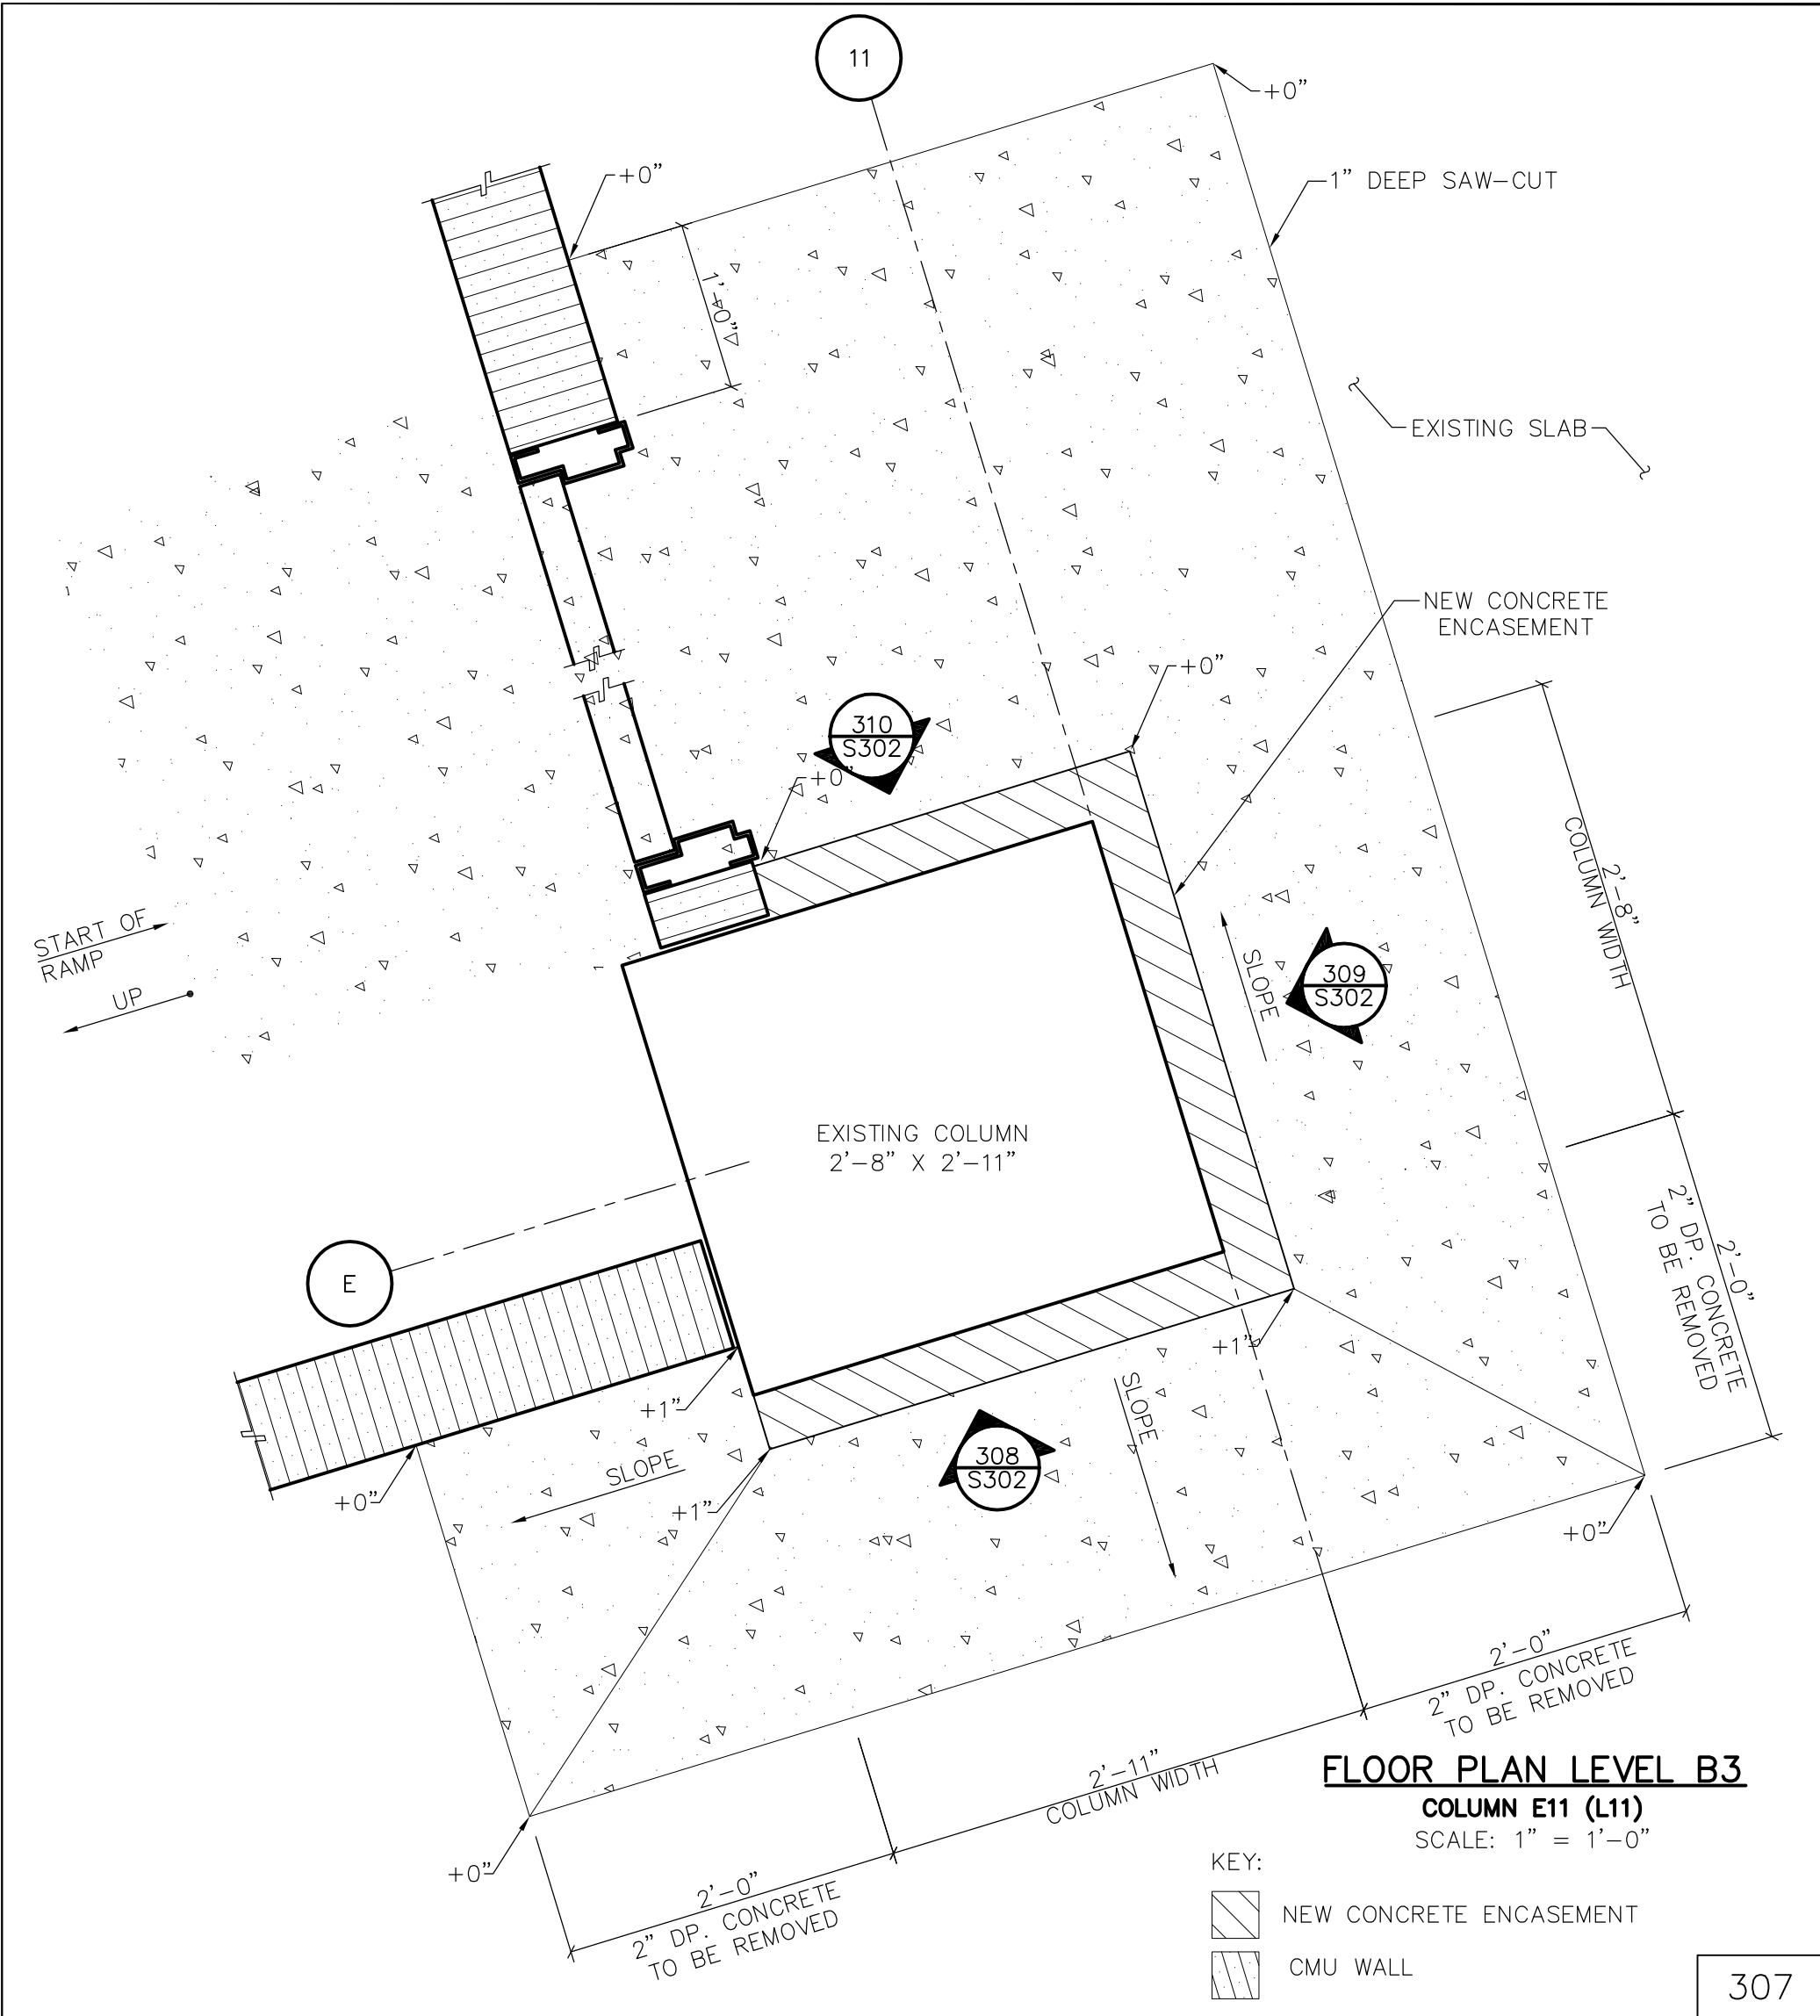 11
+0”
+0”
1” DEEP SAW–CUT
1’–0”
EXISTING SLAB
NEW CONCRETE
ENCASEMENT
+0”
310
S302
+0”
2’–8”
COLUMN WIDTH
START OF
RAMP
UP
SLOPE
309
S302
EXISTING COLUMN
2’–8” X 2’–11”
2’–0”
2” DP. CONCRETE
TO BE REMOVED
E
+1”
+1”
SLOPE
SLOPE
308
S302
+0”
+1”
+0”
2’–0”
2” DP. CONCRETE
TO BE REMOVED
2’–11”
COLUMN WIDTH
+0”
2’–0”
2” DP. CONCRETE
TO BE REMOVED
FLOOR PLAN LEVEL B3
COLUMN E11 (L11)
SCALE: 1” = 1’–0”
KEY:
NEW CONCRETE ENCASEMENT
CMU WALL
307